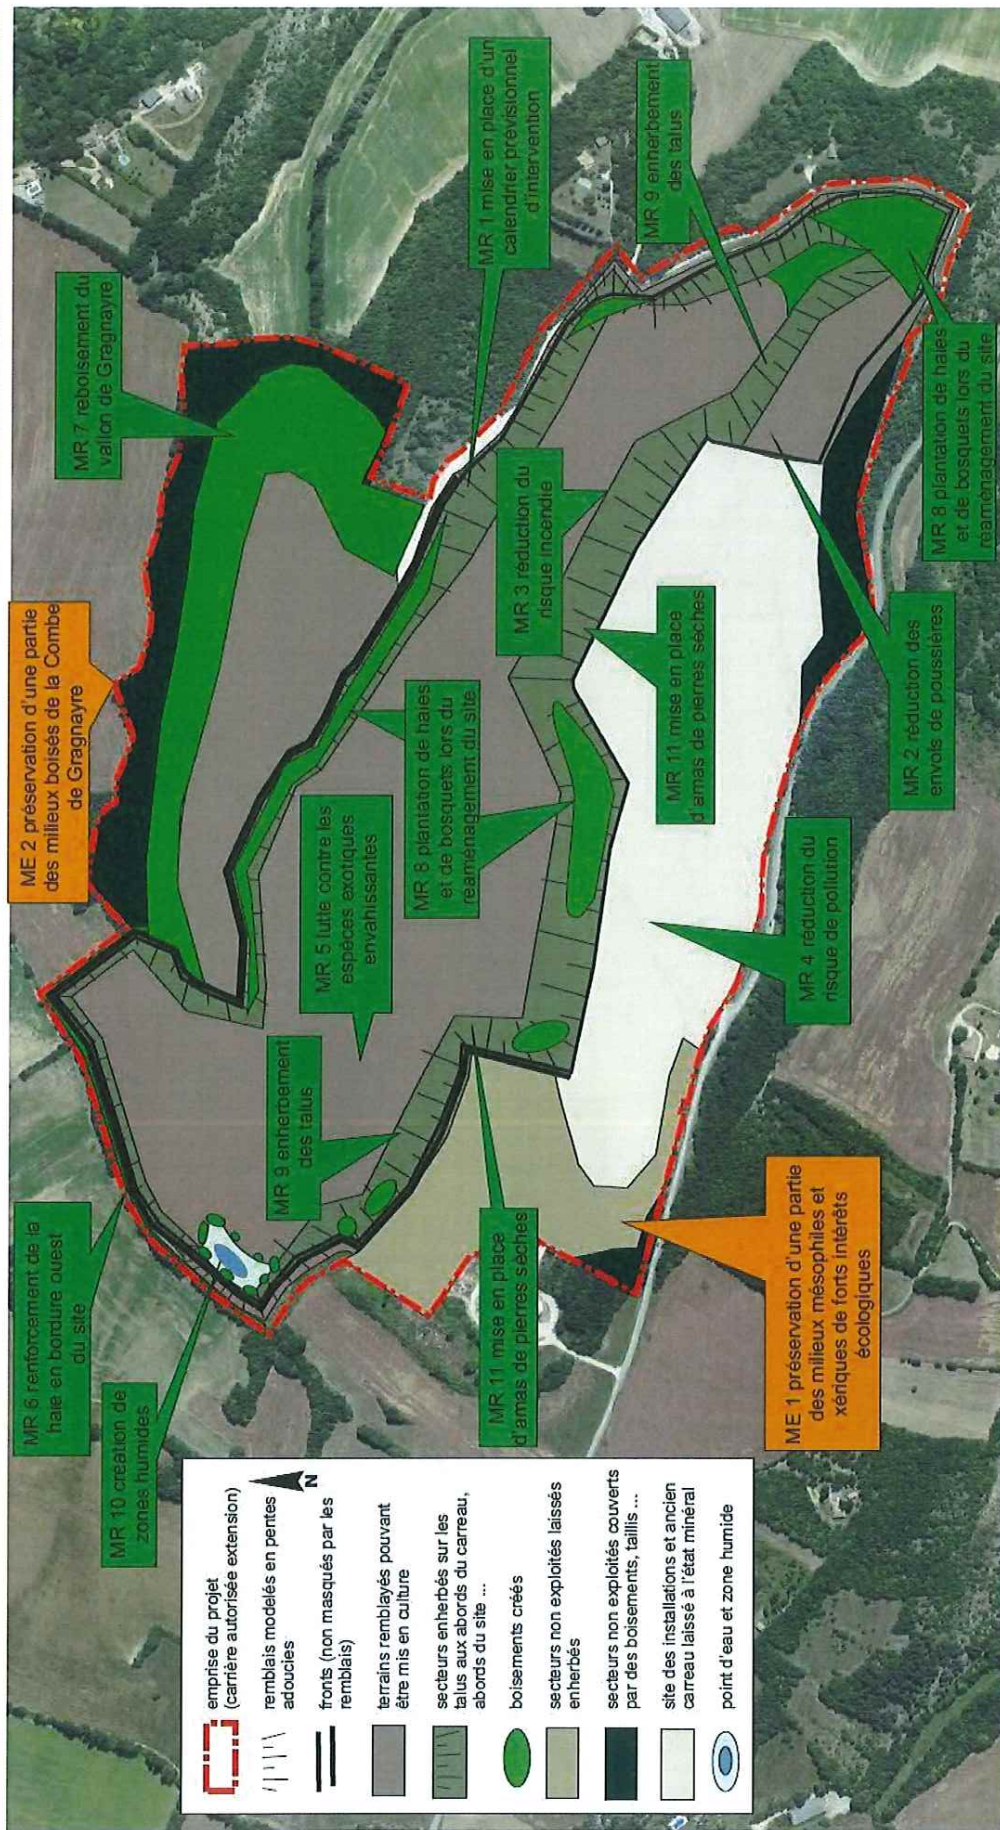 MR 6 renforcement de la
haie en bordure ouest
du site
MR 10 création de
zones humides
ME 2 préservation d'une partie
des milieux boisés de la Combe
de Gragnayre
MR 7 reboisement du
vallon de Gragnayre
MR 1 mise en place d'un
calendrier prévisionnel
d'intervention
MR 9 enherbement
des talus
MR 5 lutte contre les
espèces exotiques
envahissantes
MR 8 plantation de haies
et de bosquets lors du
réaménagement du site
MR 3 réduction du
risque incendie
MR 9 enherbement
des talus
MR 11 mise en place
d'amas de pierres sèches
MR 11 mise en place
d'amas de pierres sèches
ME 1 préservation d'une partie
des milieux mésophiles et
xériques de forts intérêts
écologiques
MR 4 réduction du
risque de pollution
MR 2 réduction des
envols de poussières
MR 8 plantation de haies
et de bosquets lors du
réaménagement du site
N
emprise du projet
(carrière autorisée extension)
remblais modelés en pentes
adoucies
fronts (non masqués par les
remblais)
terrains remblayés pouvant
être mis en culture
secteurs enherbés sur les
talus aux abords du carreau,
abords du site ...
boisements créés
secteurs non exploités laissés
enherbés
secteurs non exploités couverts
par des boisements, taillis ...
site des installations et ancien
carreau laissé à l'état minéral
point d'eau et zone humide